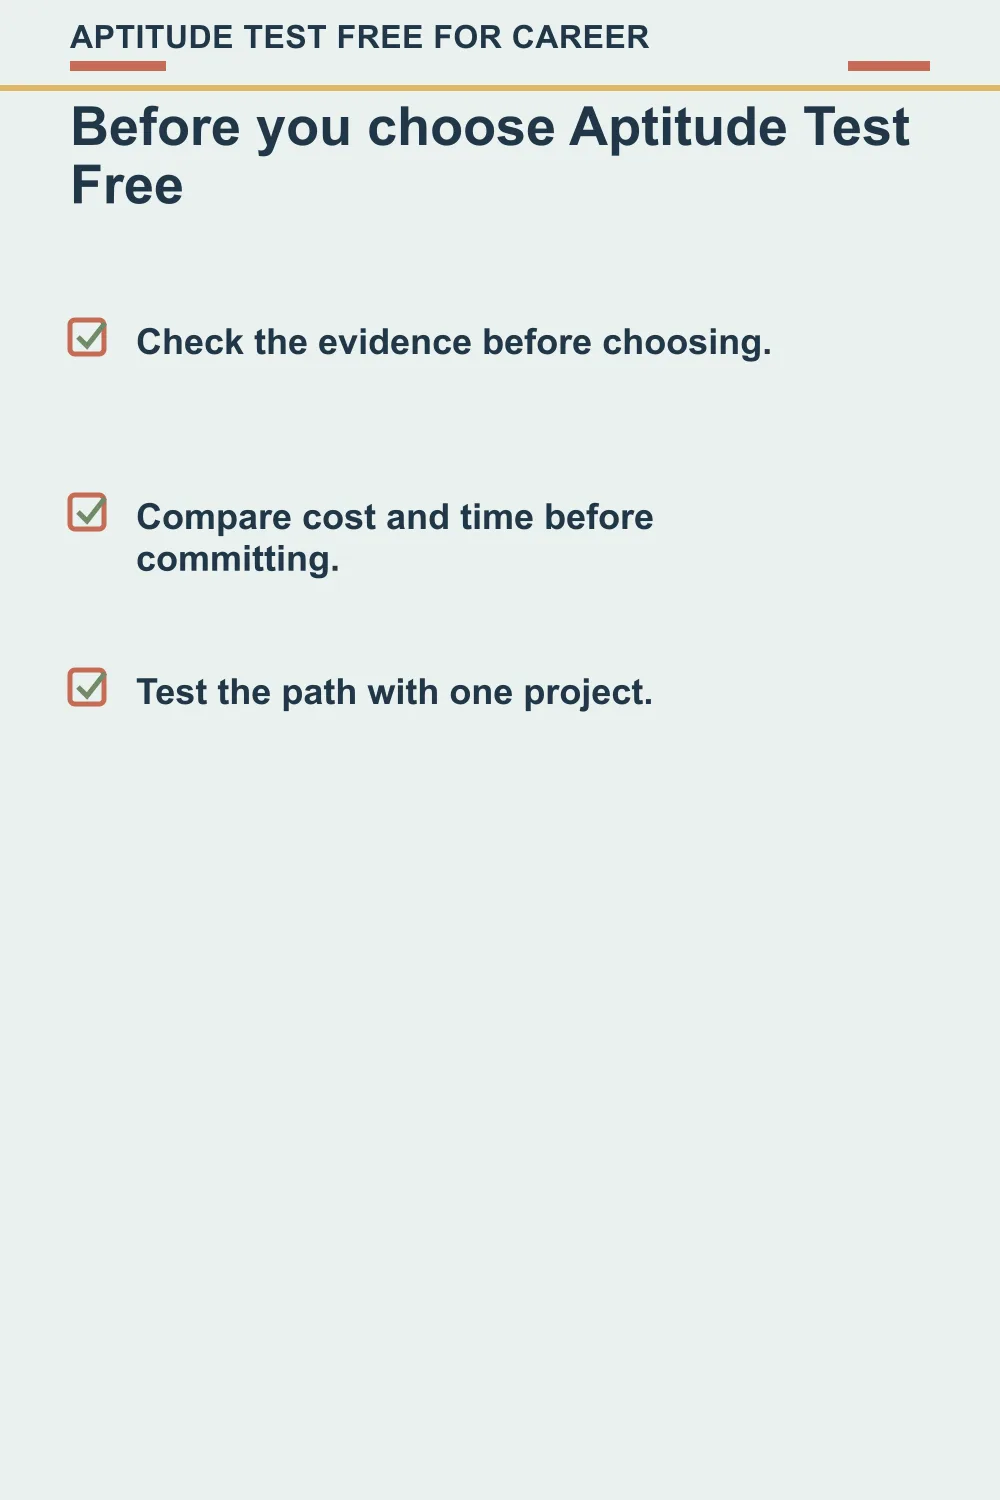 APTITUDE TEST FREE FOR CAREER
Before you choose Aptitude Test
Free
Check the evidence before choosing.
Compare cost and time before
committing.
Test the path with one project.